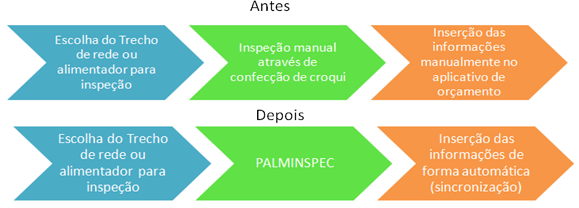 Antes
Escolha do Trecho
de rede ou
alimentador para
inspeção
Inspeção manual
através de
confecção de croqui
Inserção das
informações
manualmente no
aplicativo de
orçamento
Depois
Escolha do Trecho
de rede ou
alimentador para
inspeção
PALMINSPEC
Inserção das
informações de
forma automática
(sincronização)